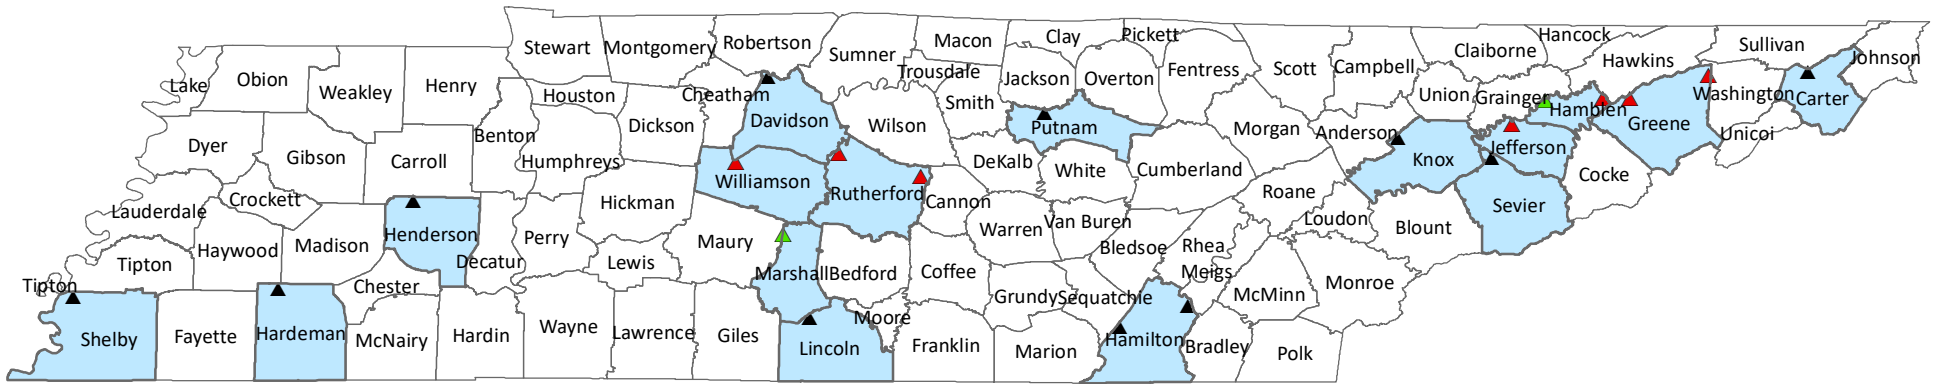 Stewart
Montgomery
Robertson
Sumner
Macon
Clay
Pickett
Fentress
Scott
Campbell
Claiborne
Hancock
Hawkins
Sullivan
Johnson
Lake
Obion
Weakley
Henry
Houston
Cheatham
Trousdale
Jackson
Overton
Union
Grainger
Hamblen
Washington
Carter
Dyer
Gibson
Carroll
Benton
Humphreys
Dickson
Davidson
Wilson
Smith
Putnam
Morgan
Anderson
Knox
Jefferson
Greene
Unicoi
Lauderdale
Crockett
Henderson
Perry
Hickman
Williamson
Rutherford
Cannon
DeKalb
White
Cumberland
Roane
Loudon
Blount
Sevier
Cocke
Tipton
Tipton
Haywood
Madison
Chester
Decatur
Lewis
Maury
Marshall
Bedford
Coffee
Warren
Van Buren
Bledsoe
Rhea
Meigs
McMinn
Monroe
Shelby
Fayette
Hardeman
McNairy
Hardin
Wayne
Lawrence
Giles
Lincoln
Moore
Franklin
Grundy
Sequatchie
Marion
Hamilton
Bradley
Polk